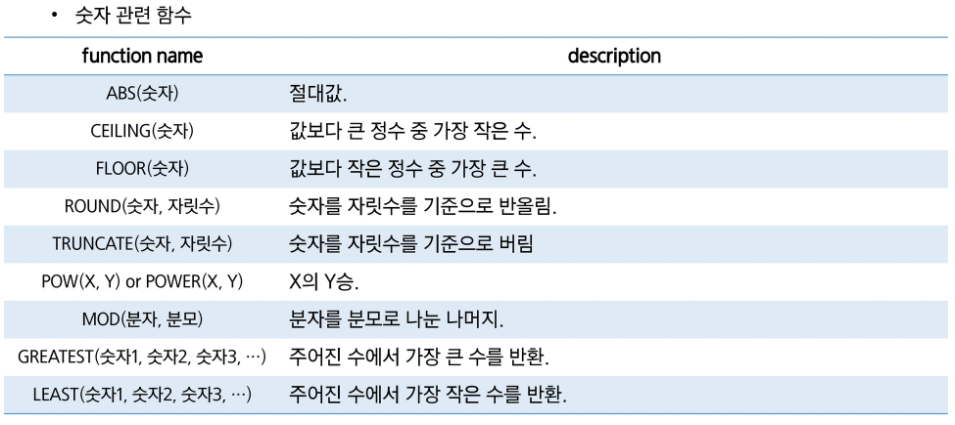 • 숫자 관련 함수
function name description
ABS(숫자) 절대값.
CEILING(숫자) 값보다 큰 정수 중 가장 작은 수.
FLOOR(숫자) 값보다 작은 정수 중 가장 큰 수.
ROUND(숫자, 자릿수) 숫자를 자릿수를 기준으로 반올림.
TRUNCATE(숫자, 자릿수) 숫자를 자릿수를 기준으로 버림
POW(X, Y) or POWER(X, Y) X의 Y승.
MOD(분자, 분모) 분자를 분모로 나눈 나머지.
GREATEST(숫자1, 숫자2, 숫자3, …) 주어진 수에서 가장 큰 수를 반환.
LEAST(숫자1, 숫자2, 숫자3, …) 주어진 수에서 가장 작은 수를 반환.